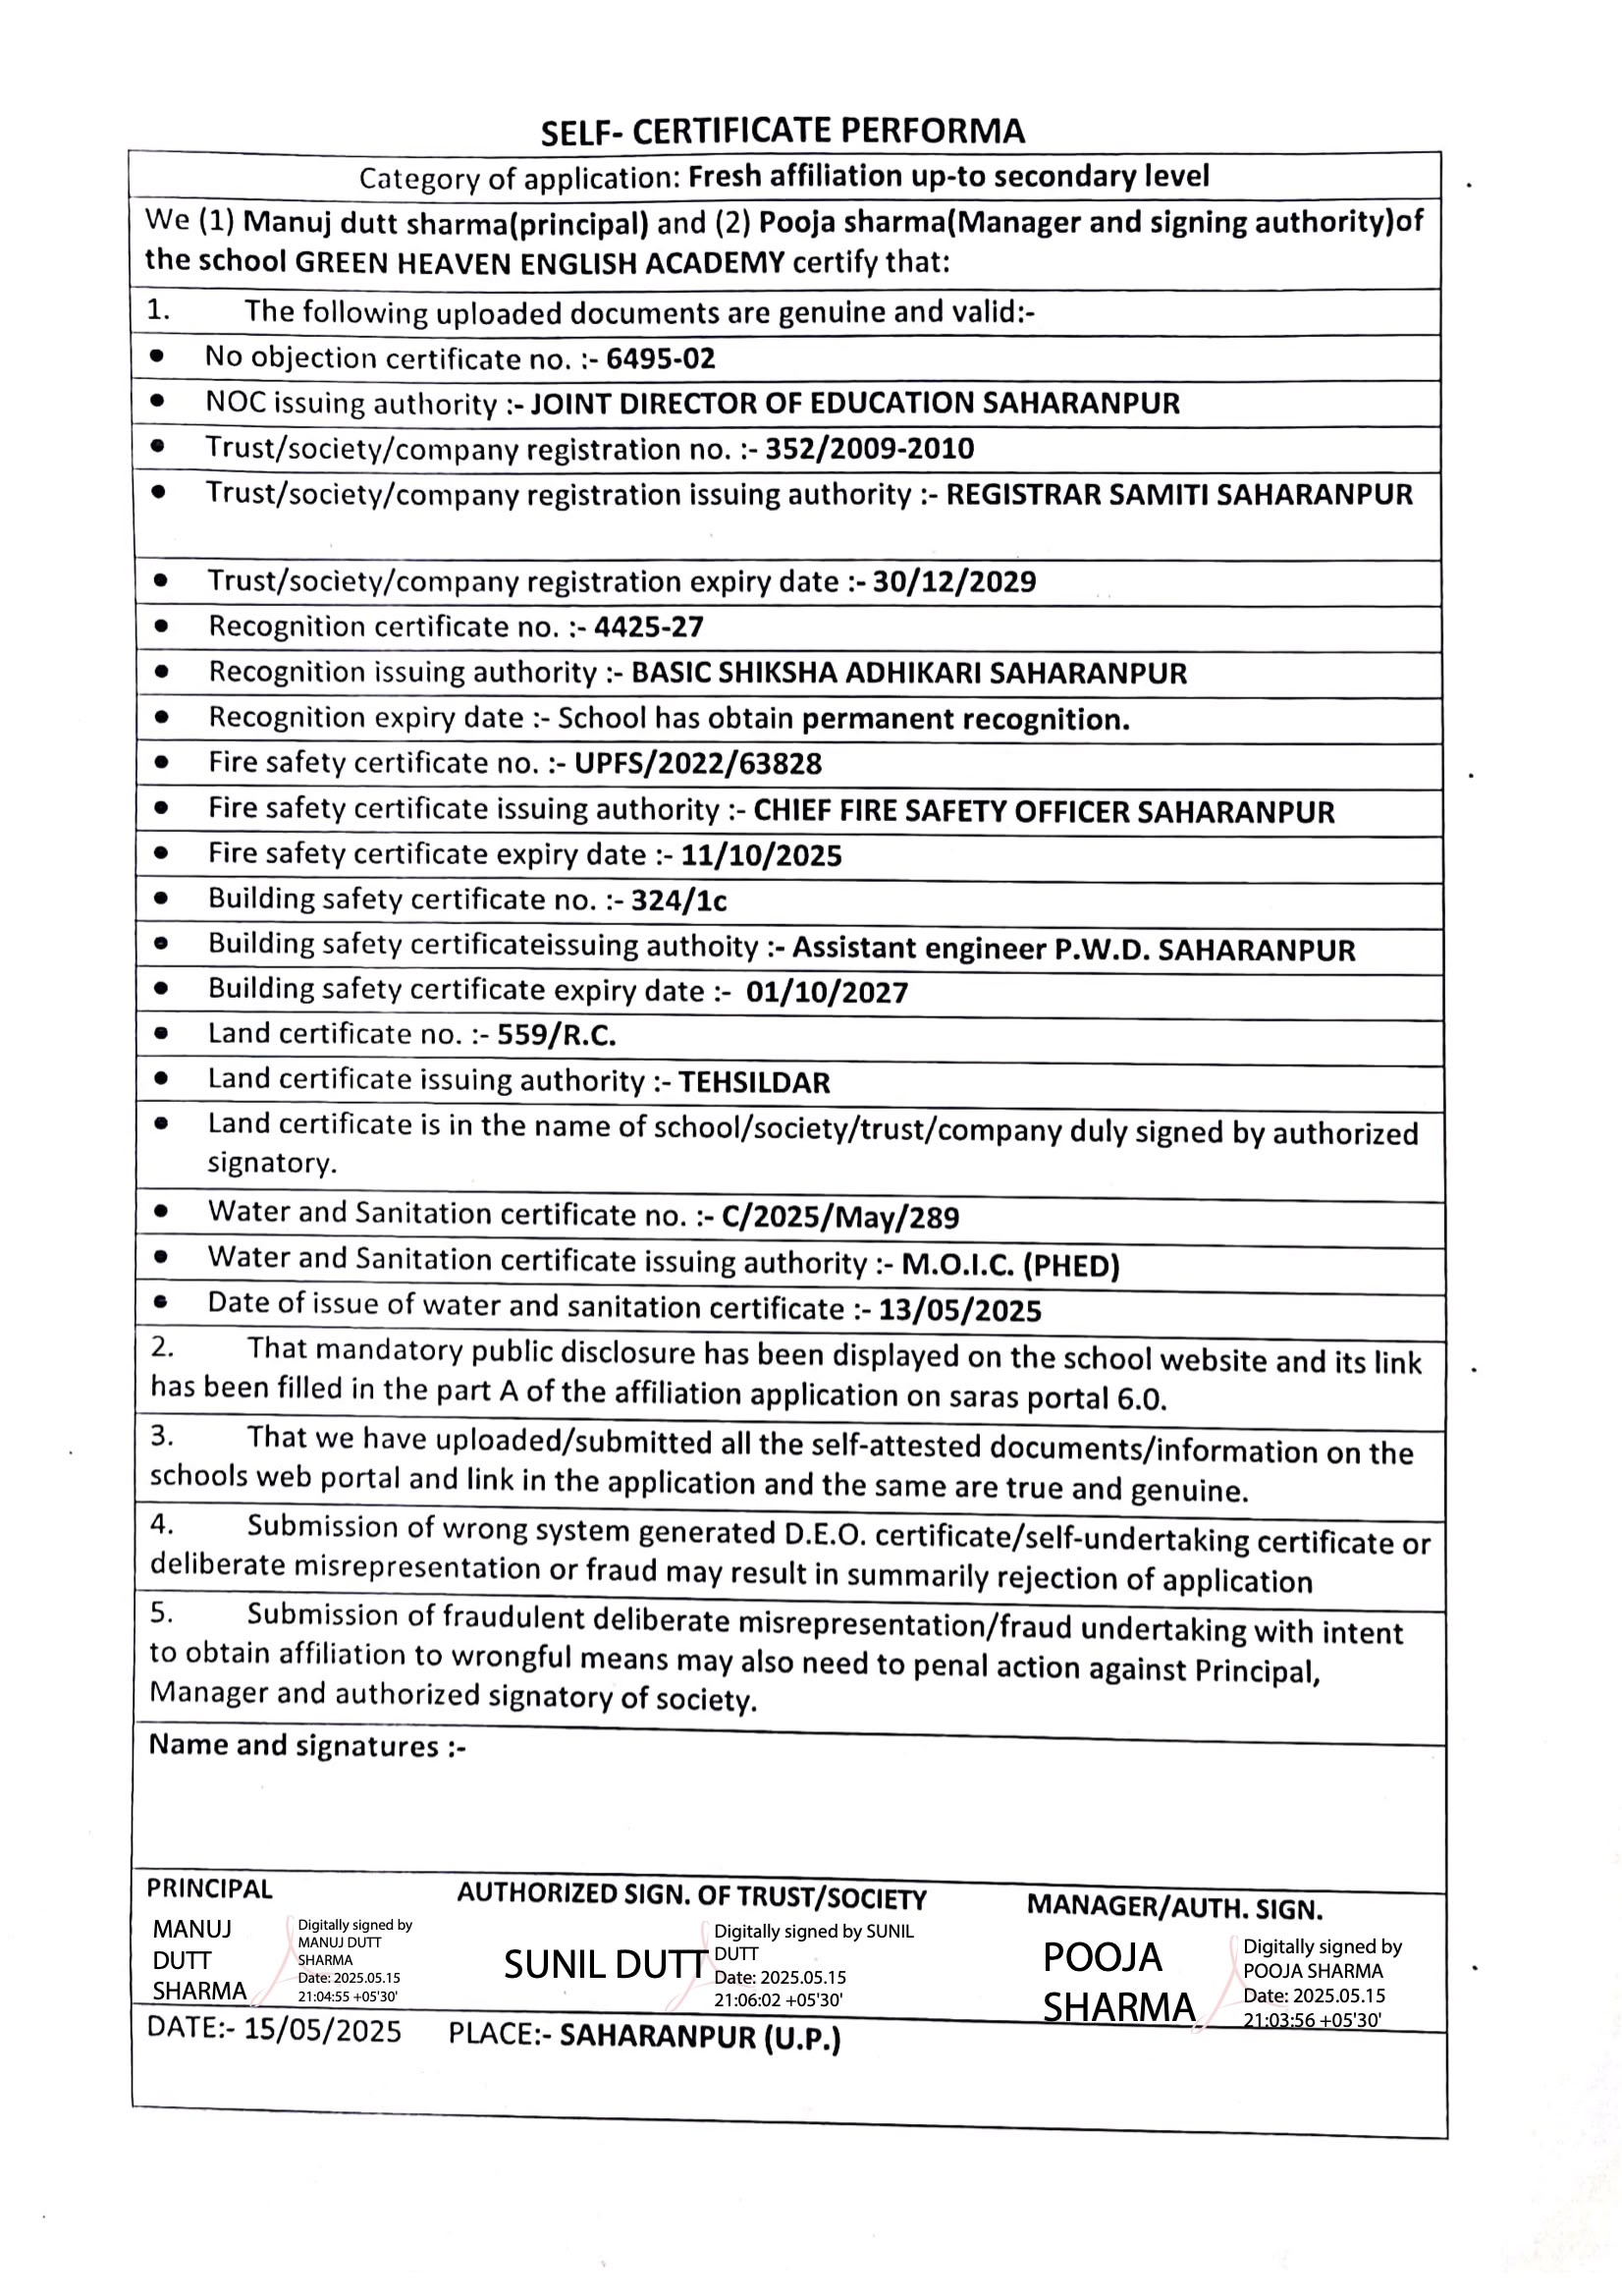 SELF- CERTIFICATE PERFORMA
Category of application: Fresh affiliation up-to secondary level
We (1) Manuj dutt sharma(principal) and (2) Pooja sharma(Manager and signing authority)of
the school GREEN HEAVEN ENGLISH ACADEMY certify that:
1. The following uploaded documents are genuine and valid:-
• No objection certificate no. :- 6495-02
• NOC issuing authority :- JOINT DIRECTOR OF EDUCATION SAHARANPUR
• Trust/society/company registration no. :- 352/2009-2010
• Trust/society/company registration issuing authority :- REGISTRAR SAMITI SAHARANPUR
• Trust/society/company registration expiry date :- 30/12/2029
• Recognition certificate no. :- 4425-27
• Recognition issuing authority :- BASIC SHIKSHA ADHIKARI SAHARANPUR
• Recognition expiry date :- School has obtain permanent recognition.
• Fire safety certificate no. :- UPFS/2022/63828
• Fire safety certificate issuing authority :- CHIEF FIRE SAFETY OFFICER SAHARANPUR
• Fire safety certificate expiry date :- 11/10/2025
• Building safety certificate no. :- 324/1c
• Building safety certificateissuing authoity :- Assistant engineer P.W.D. SAHARANPUR
• Building safety certificate expiry date :- 01/10/2027
• Land certificate no. :- 559/R.C.
• Land certificate issuing authority :- TEHSILDAR
• Land certificate is in the name of school/society/trust/company duly signed by authorized
signatory.
• Water and Sanitation certificate no. :- C/2025/May/289
• Water and Sanitation certificate issuing authority :- M.O.I.C. (PHED)
• Date of issue of water and sanitation certificate :- 13/05/2025
2. That mandatory public disclosure has been displayed on the school website and its link
has been filled in the part A of the affiliation application on saras portal 6.0.
3. That we have uploaded/submitted all the self-attested documents/information on the
schools web portal and link in the application and the same are true and genuine.
4. Submission of wrong system generated D.E.O. certificate/self-undertaking certificate or
deliberate misrepresentation or fraud may result in summarily rejection of application
5. Submission of fraudulent deliberate misrepresentation/fraud undertaking with intent
to obtain affiliation to wrongful means may also need to penal action against Principal,
Manager and authorized signatory of society.
Name and signatures :-
PRINCIPAL
MANUJ
DUTT
SHARMA
Digitally signed by
MANUJ DUTT
SHARMA
Date: 2025.05.15
21:04:55 +05'30'
AUTHORIZED SIGN. OF TRUST/SOCIETY
SUNIL DUTT
Digitally signed by SUNIL
DUTT
Date: 2025.05.15
21:06:02 +05'30'
MANAGER/AUTH. SIGN.
POOJA
SHARMA
Digitally signed by
POOJA SHARMA
Date: 2025.05.15
21:03:56 +05'30'
DATE:- 15/05/2025 PLACE:- SAHARANPUR (U.P.)